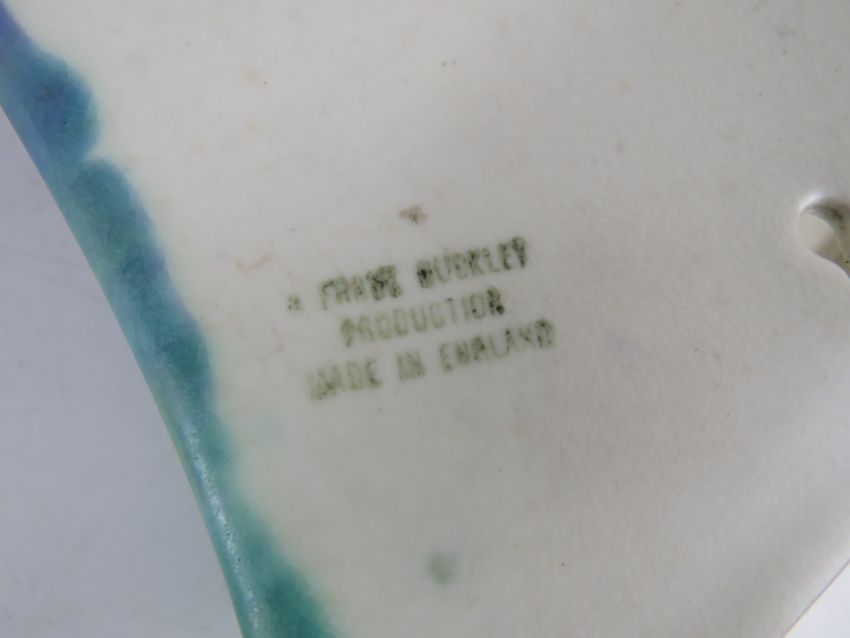 A FRANK BUCKLEY
PRODUCTION
MADE IN ENGLAND